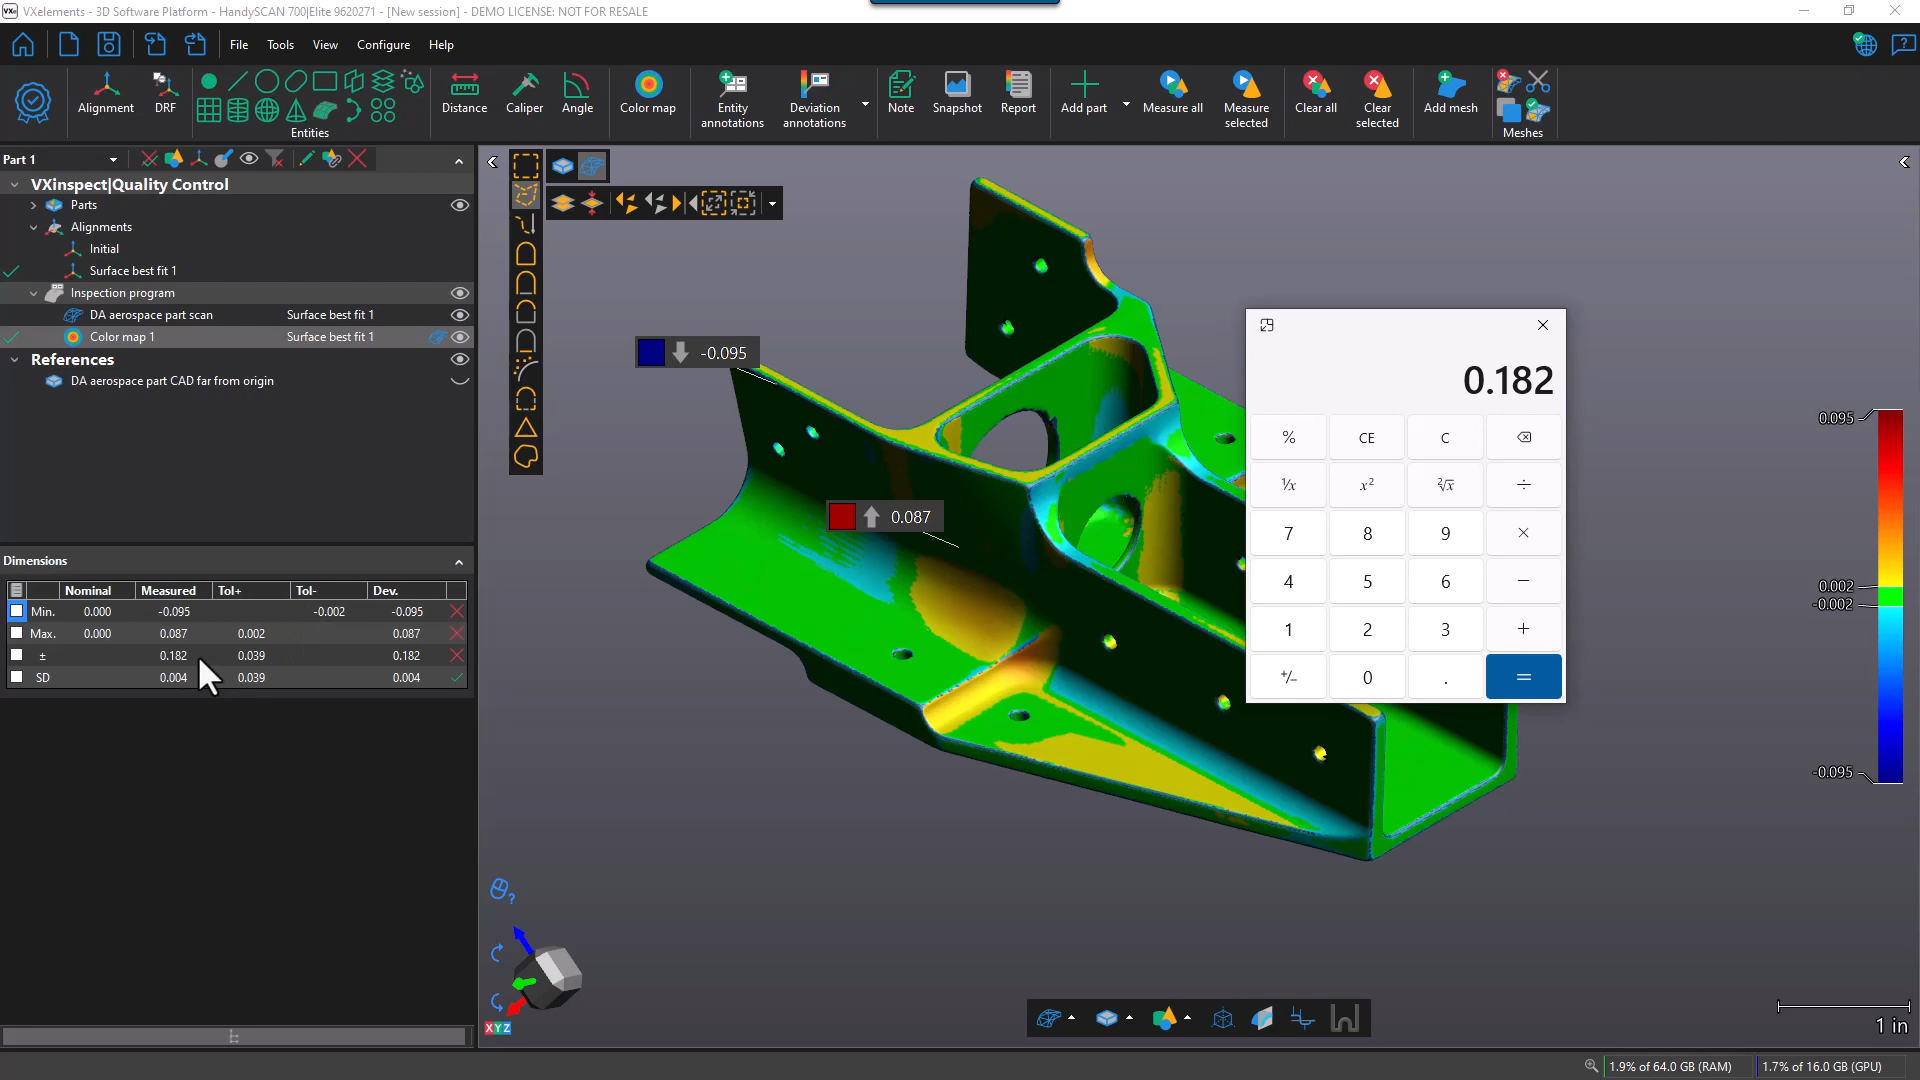 VXelements - 3D Software Platform - HandySCAN 700|Elite 9620271 - [New session] - DEMO LICENSE: NOT FOR RESALE
File Tools View Configure Help
Alignment DRF Entities Distance Caliper Angle Color map Entity annotations Deviation annotations Note Snapshot Report Add part Measure all Measure selected Clear all Clear selected Add mesh Meshes
Part 1
VXinspect|Quality Control
Parts
Alignments
Initial
Surface best fit 1
Inspection program
DA aerospace part scan Surface best fit 1
Color map 1 Surface best fit 1
References
DA aerospace part CAD far from origin
Dimensions
Nominal Measured Tol+ Tol- Dev.
Min. 0.000 -0.095 -0.002 -0.095
Max. 0.000 0.087 0.002 0.087
± 0.182 0.039 0.182
SD 0.004 0.039 0.004
-0.095
0.087
0.182
% CE C
⅟x x² ²√x ÷
7 8 9 ×
4 5 6 −
1 2 3 +
+/− 0 . =
0.095
0.002
-0.002
-0.095
XYZ
1 in
1.9% of 64.0 GB (RAM) 1.7% of 16.0 GB (GPU)